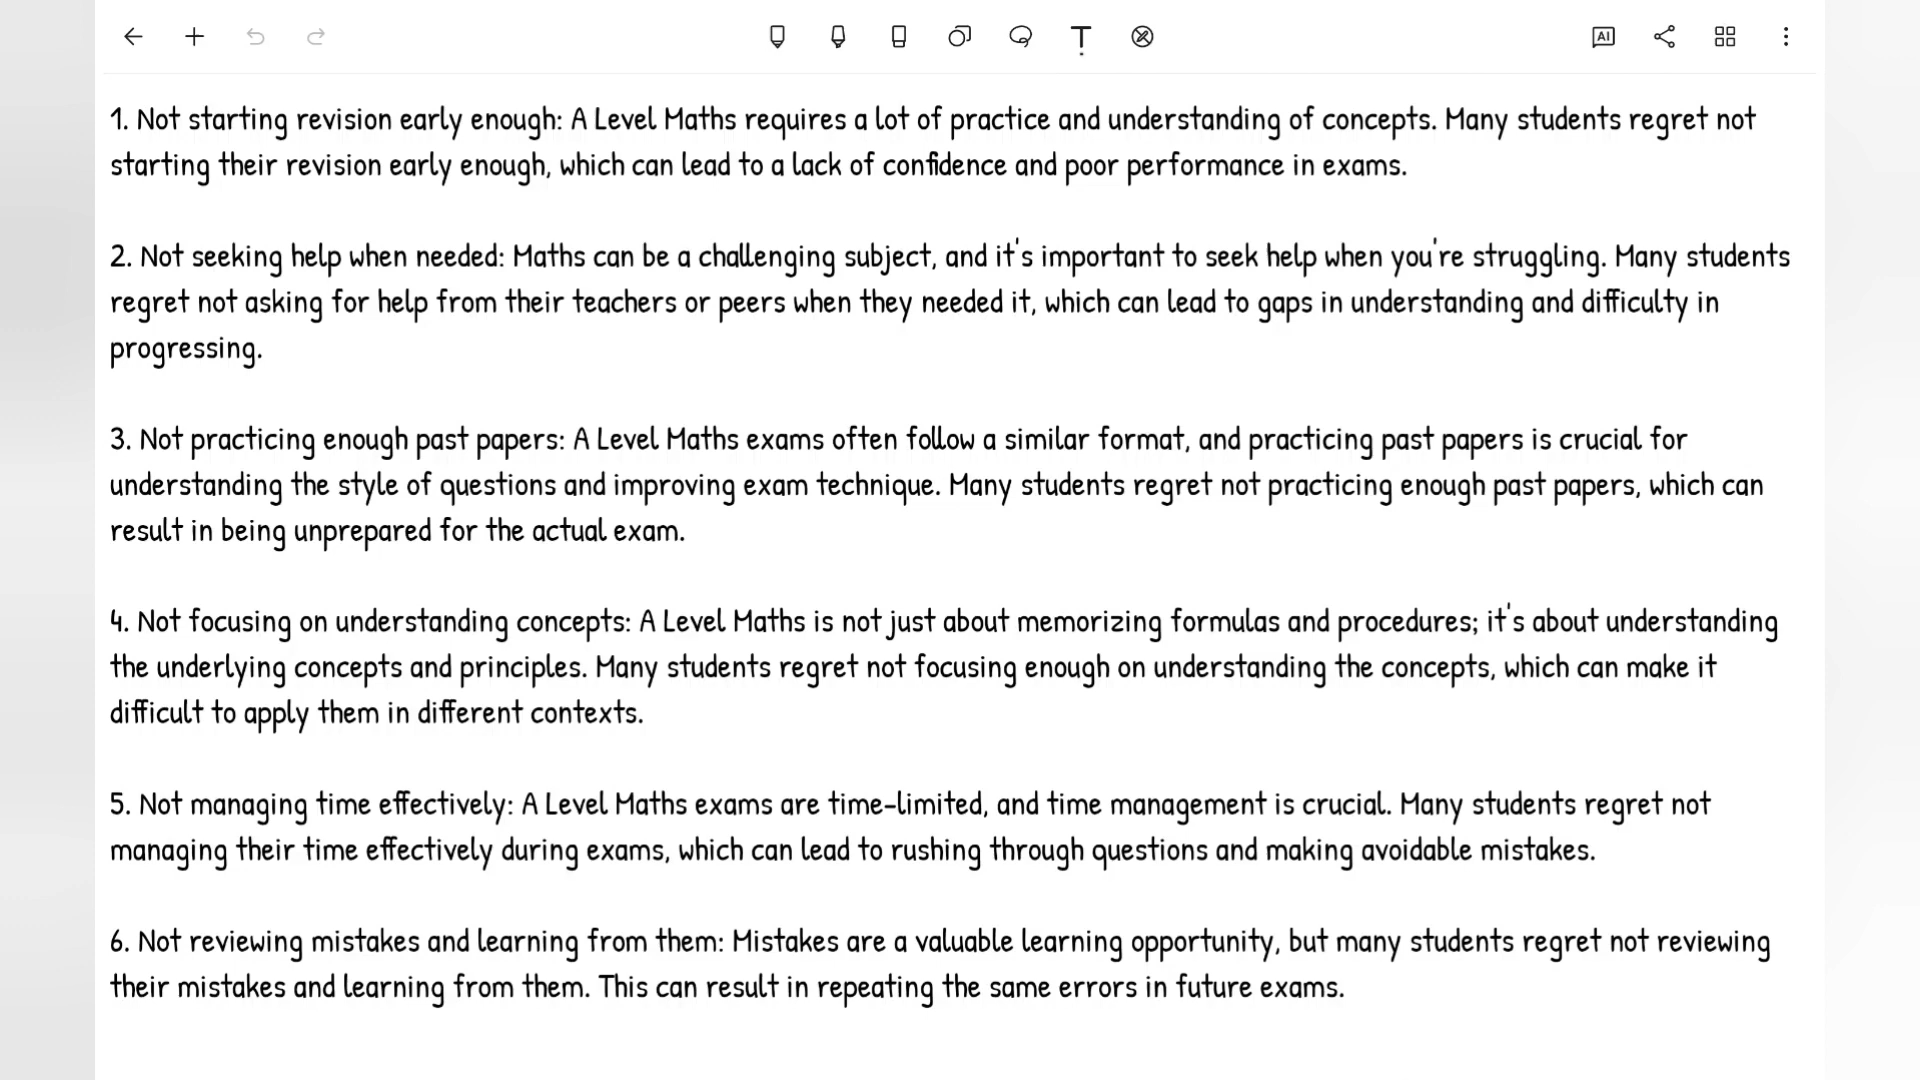 AI
1. Not starting revision early enough: A Level Maths requires a lot of practice and understanding of concepts. Many students regret not
starting their revision early enough, which can lead to a lack of confidence and poor performance in exams.
2. Not seeking help when needed: Maths can be a challenging subject, and it's important to seek help when you're struggling. Many students
regret not asking for help from their teachers or peers when they needed it, which can lead to gaps in understanding and difficulty in
progressing.
3. Not practicing enough past papers: A Level Maths exams often follow a similar format, and practicing past papers is crucial for
understanding the style of questions and improving exam technique. Many students regret not practicing enough past papers, which can
result in being unprepared for the actual exam.
4. Not focusing on understanding concepts: A Level Maths is not just about memorizing formulas and procedures; it's about understanding
the underlying concepts and principles. Many students regret not focusing enough on understanding the concepts, which can make it
difficult to apply them in different contexts.
5. Not managing time effectively: A Level Maths exams are time-limited, and time management is crucial. Many students regret not
managing their time effectively during exams, which can lead to rushing through questions and making avoidable mistakes.
6. Not reviewing mistakes and learning from them: Mistakes are a valuable learning opportunity, but many students regret not reviewing
their mistakes and learning from them. This can result in repeating the same errors in future exams.